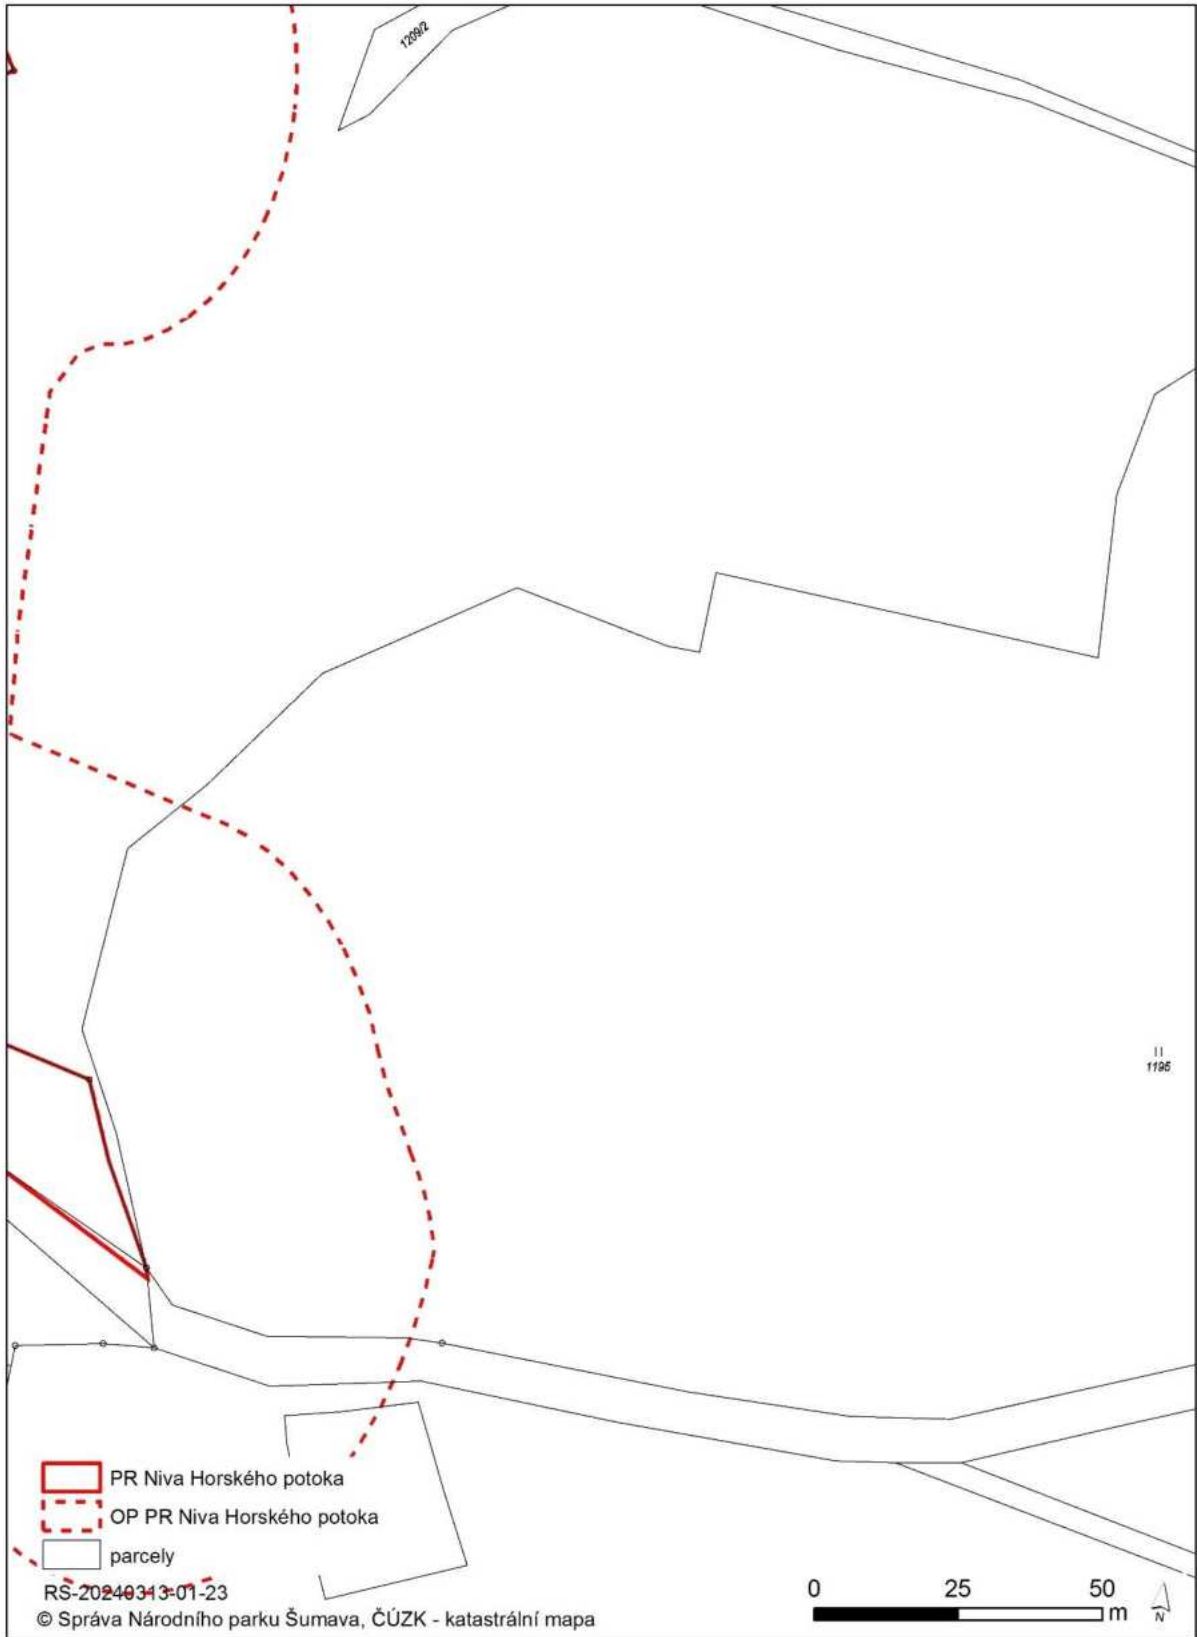 1209/2
II
1195
PR Niva Horského potoka
OP PR Niva Horského potoka
parcely
RS-20240313-01-23
© Správa Národního parku Šumava, ČÚZK - katastrální mapa
0 25 50
m
N